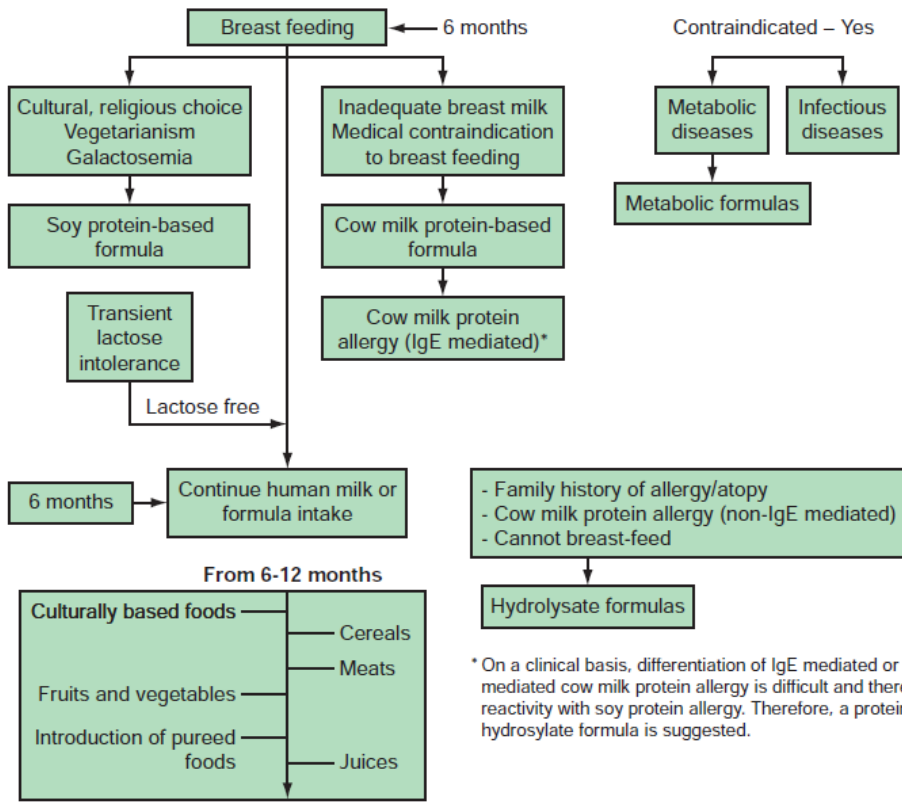 Breast feeding
6 months
Contraindicated – Yes
Cultural, religious choice
Vegetarianism
Galactosemia
Inadequate breast milk
Medical contraindication
to breast feeding
Metabolic
diseases
Infectious
diseases
Metabolic formulas
Soy protein-based
formula
Cow milk protein-based
formula
Transient
lactose
intolerance
Cow milk protein
allergy (IgE mediated)*
Lactose free
6 months
Continue human milk or
formula intake
- Family history of allergy/atopy
- Cow milk protein allergy (non-IgE mediated)
- Cannot breast-feed
Hydrolysate formulas
From 6-12 months
Culturally based foods
Cereals
Meats
Fruits and vegetables
Introduction of pureed
foods
Juices
* On a clinical basis, differentiation of IgE mediated or
mediated cow milk protein allergy is difficult and
reactivity with soy protein allergy. Therefore, a protein
hydrosylate formula is suggested.